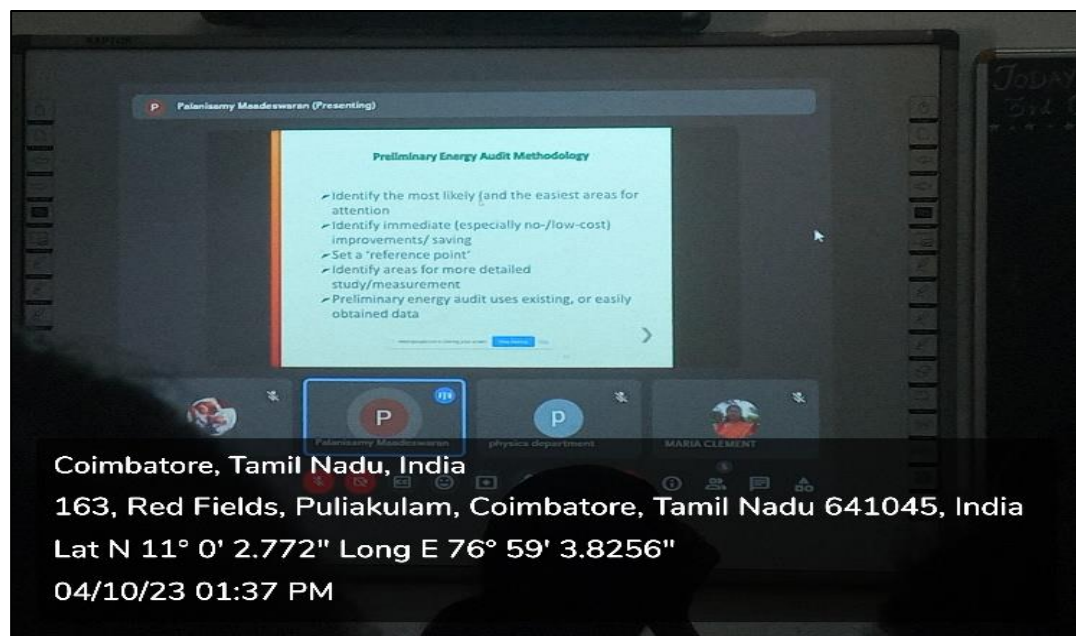 TODAY
3rd
P Palanisamy Maadeswaran (Presenting)
Preliminary Energy Audit Methodology
➢Identify the most likely (and the easiest areas for
attention
➢Identify immediate (especially no-/low-cost)
improvements/ saving
➢Set a 'reference point'
➢Identify areas for more detailed
study/measurement
➢Preliminary energy audit uses existing, or easily
obtained data
P
Palanisamy Maadeswaran
p
physics department
MARIA CLEMENT
Coimbatore, Tamil Nadu, India
163, Red Fields, Puliakulam, Coimbatore, Tamil Nadu 641045, India
Lat N 11° 0' 2.772" Long E 76° 59' 3.8256"
04/10/23 01:37 PM